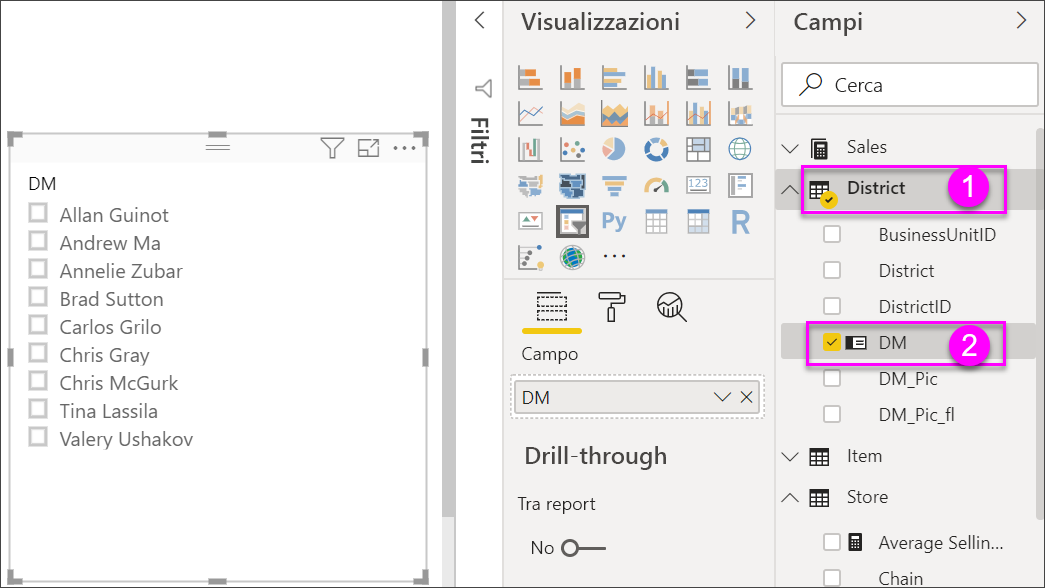 DM
Allan Guinot
Andrew Ma
Annelie Zubar
Brad Sutton
Carlos Grilo
Chris Gray
Chris McGurk
Tina Lassila
Valery Ushakov
Filtri
Visualizzazioni
123
Py
R
Campo
DM
Drill-through
Tra report
No
Campi
Cerca
Sales
District
1
BusinessUnitID
District
DistrictID
DM
2
DM_Pic
DM_Pic_fl
Item
Store
Average Sellin...
Chain